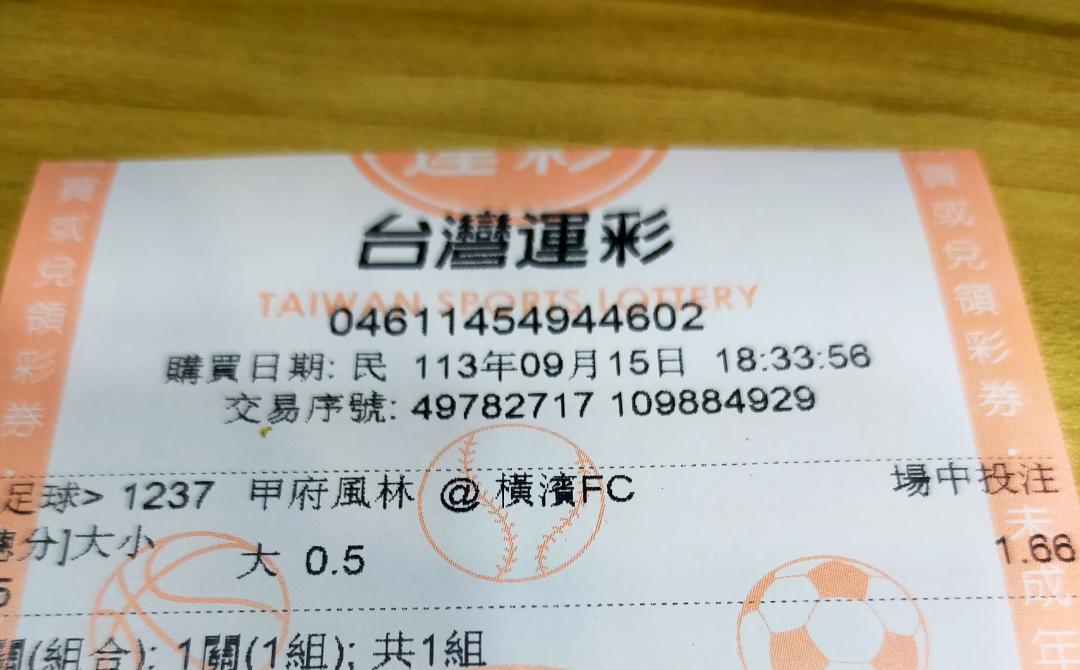 運彩
台灣運彩
TAIWAN SPORTS LOTTERY
04611454944602
購買日期: 民 113年09月15日 18:33:56
交易序號: 49782717 109884929
足球> 1237 甲府風林 @ 橫濱FC 場中投注
總分]大小 大 0.5 1.66
5
關(組合): 1關(1組); 共1組
買或兌領彩券.
買或兌領彩券.未成年